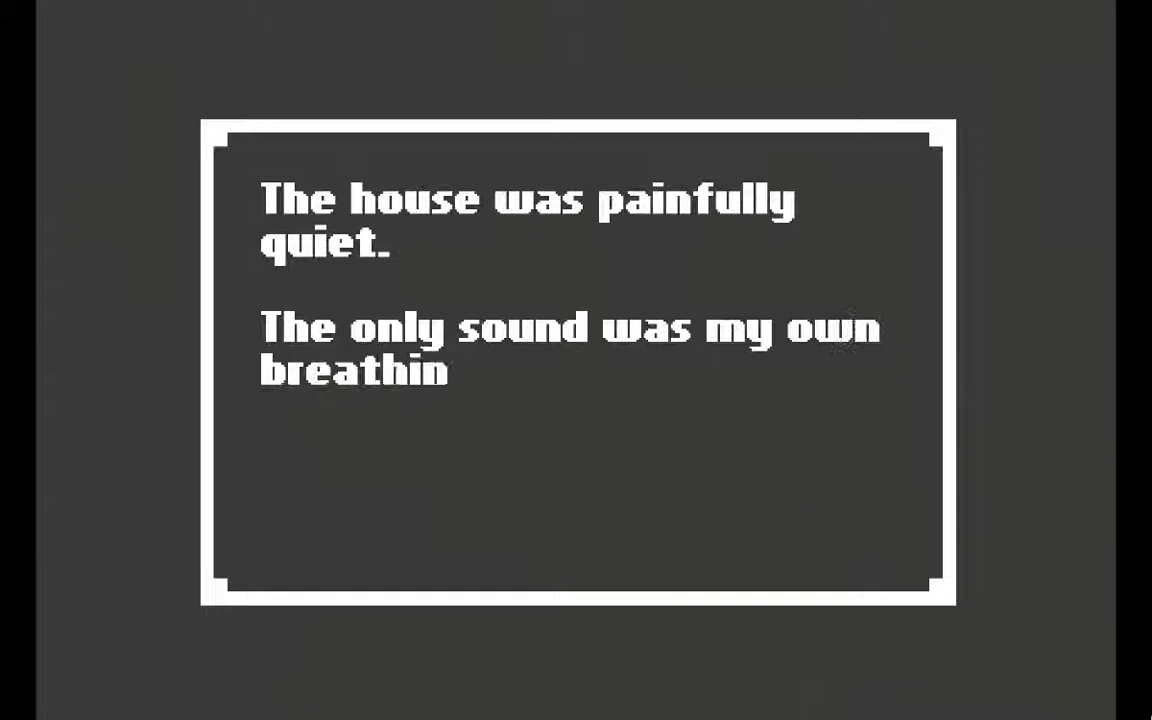 The house was painfully
quiet.
The only sound was my own
breathin